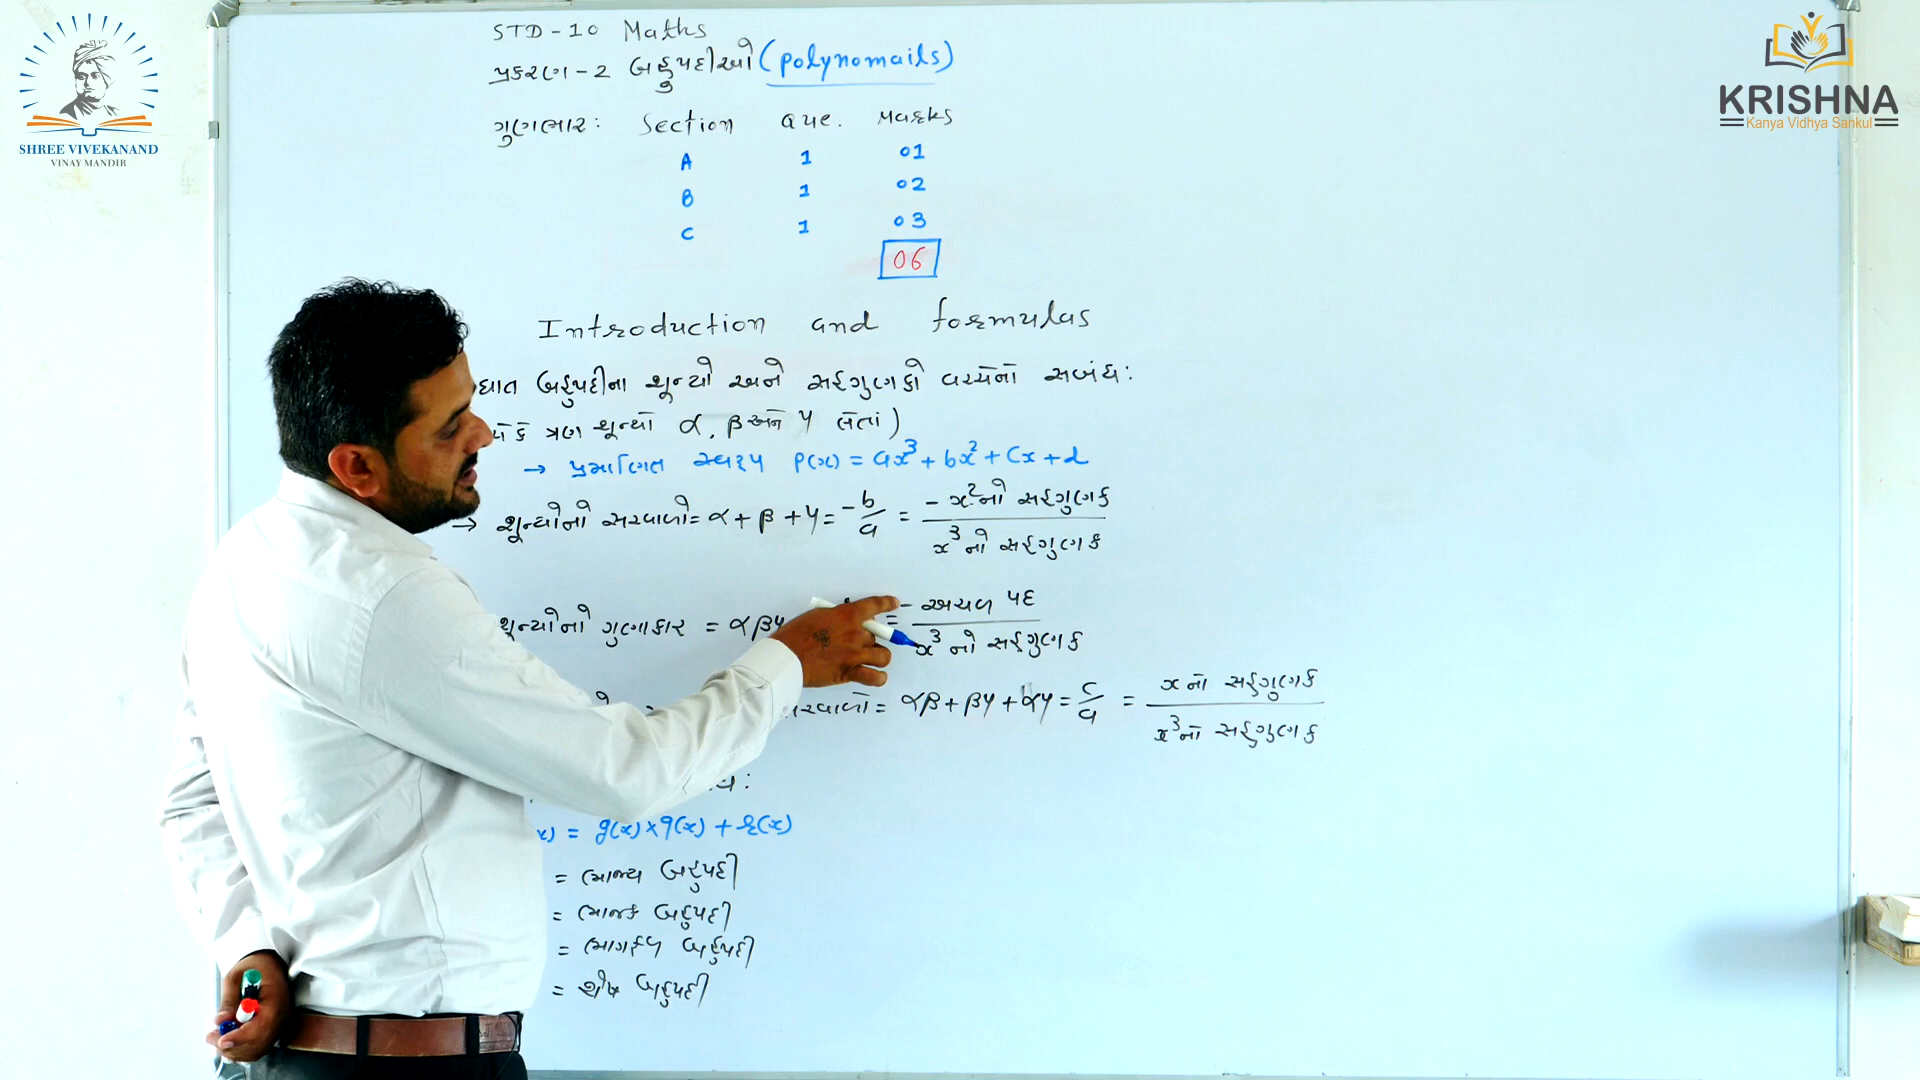 SHREE VIVEKANAND
VINAY MANDIR
KRISHNA
Kanya Vidhya Sankul
STD-10 Maths
પ્રકરણ-2 બહુપદીઓ (polynomails)
ગુણભાર: Section Que. Marks
A 1 01
B 1 02
C 1 03
06
Introduction and formulas
ઘાત બહુપદીના શૂન્યો અને સહગુણકો વચ્ચેનો સબંધ:
ત્રણ શૂન્યો α, β અને γ લેતાં)
→ પ્રમાણિત સ્વરૂપ P(x) = ax³ + bx² + cx + d
→ શૂન્યોનો સરવાળો = α + β + γ = -b/a = - x²નો સહગુણક / x³નો સહગુણક
શૂન્યોનો ગુણાકાર = αβγ = - અચળ પદ / x³ નો સહગુણક
સરવાળો = αβ + βγ + αγ = c/a = x નો સહગુણક / x³નો સહગુણક
(x) = g(x) × q(x) + r(x)
= ભાજ્ય બહુપદી
= ભાજક બહુપદી
= ભાગફળ બહુપદી
= શેષ બહુપદી